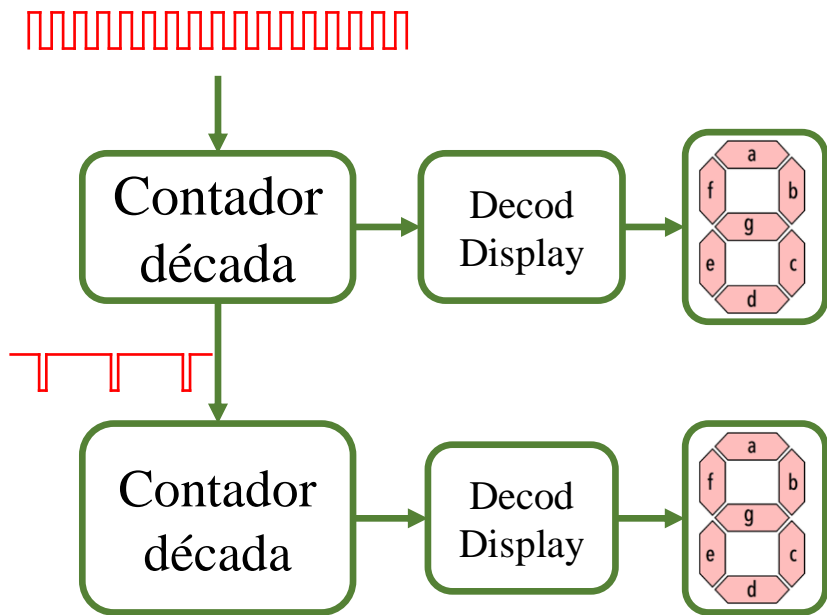 Contador
década
Decod
Display
a
f
b
g
e
c
d
Contador
década
Decod
Display
a
f
b
g
e
c
d